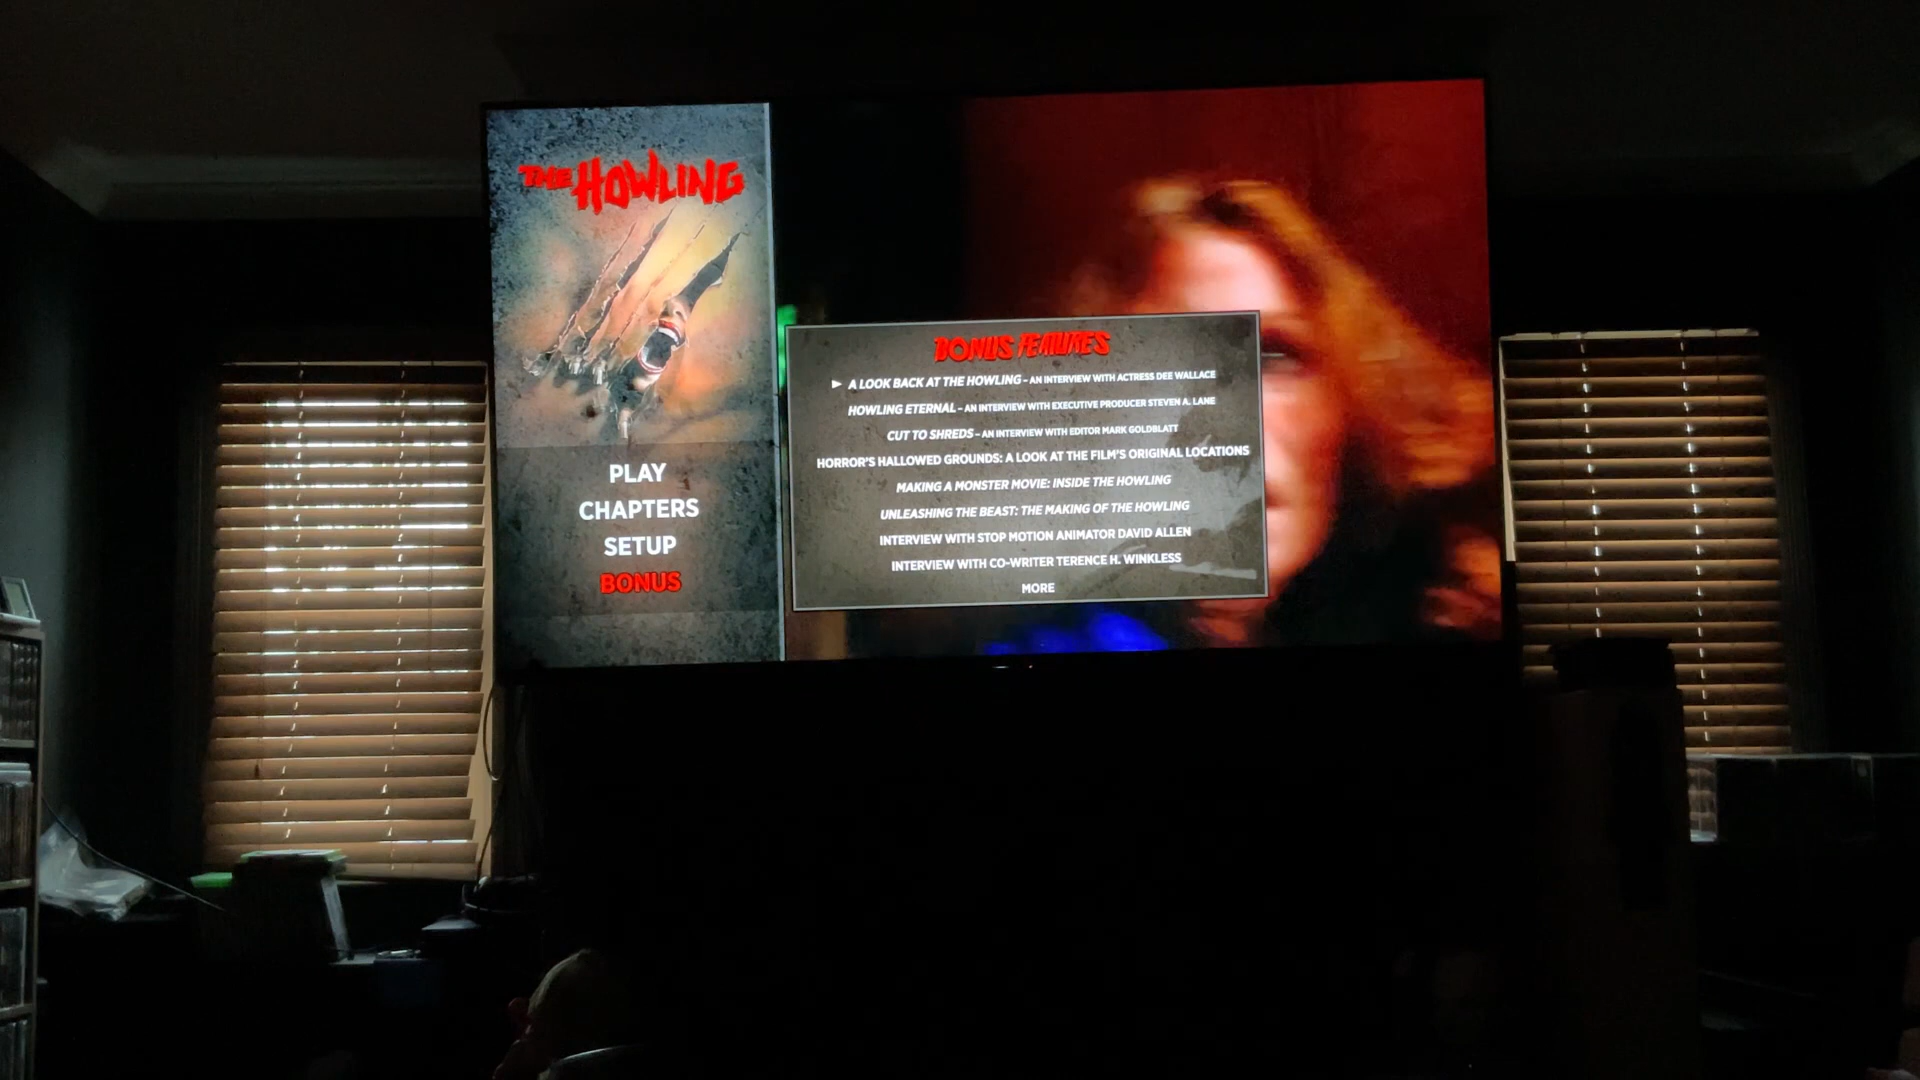 THE HOWLING
PLAY
CHAPTERS
SETUP
BONUS
BONUS FEATURES
A LOOK BACK AT THE HOWLING – AN INTERVIEW WITH ACTRESS DEE WALLACE
HOWLING ETERNAL – AN INTERVIEW WITH EXECUTIVE PRODUCER STEVEN A. LANE
CUT TO SHREDS – AN INTERVIEW WITH EDITOR MARK GOLDBLATT
HORROR'S HALLOWED GROUNDS: A LOOK AT THE FILM'S ORIGINAL LOCATIONS
MAKING A MONSTER MOVIE: INSIDE THE HOWLING
UNLEASHING THE BEAST: THE MAKING OF THE HOWLING
INTERVIEW WITH STOP MOTION ANIMATOR DAVID ALLEN
INTERVIEW WITH CO-WRITER TERENCE H. WINKLESS
MORE